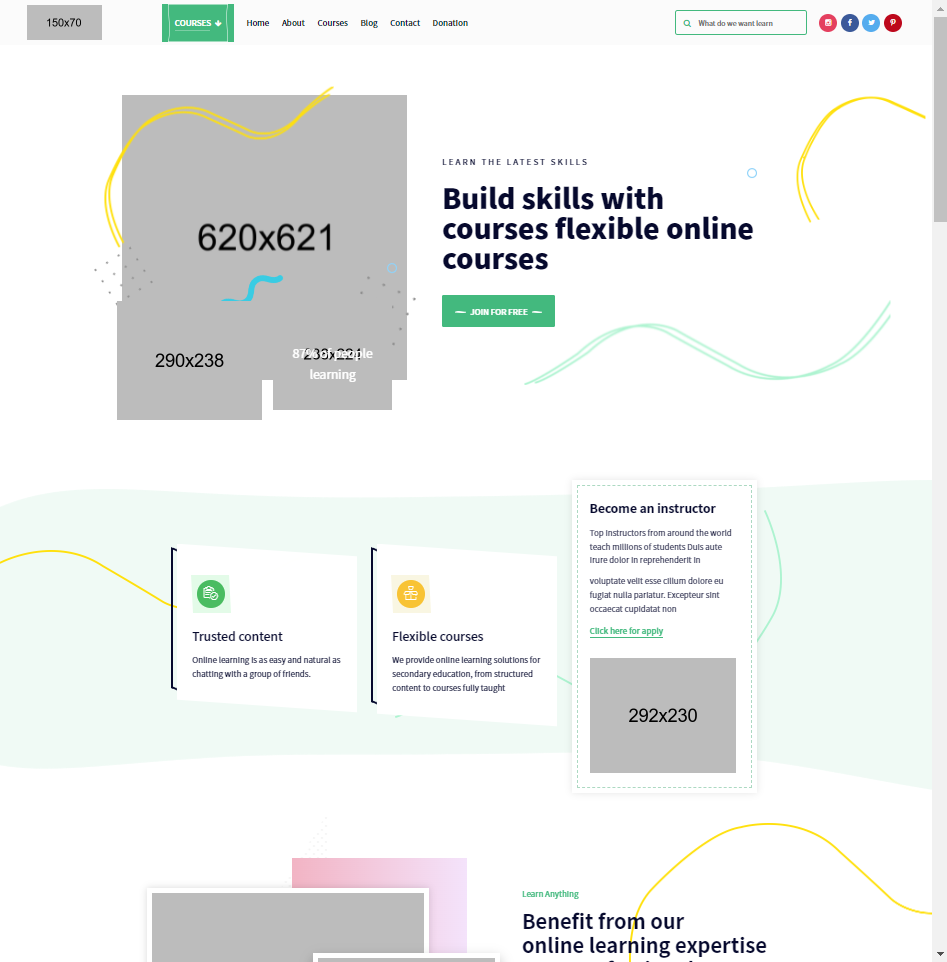 150x70
COURSES
Home
About
Courses
Blog
Contact
Donation
What do we want learn
620x621
LEARN THE LATEST SKILLS
Build skills with
courses flexible online
courses
JOIN FOR FREE
290x238
87% of people
learning
Become an instructor
Top instructors from around the world
teach millions of students Duis aute
irure dolor in reprehenderit in
voluptate velit esse cillum dolore eu
fugiat nulla pariatur. Excepteur sint
occaecat cupidatat non
Click here for apply
292x230
Trusted content
Online learning is as easy and natural as
chatting with a group of friends.
Flexible courses
We provide online learning solutions for
secondary education, from structured
content to courses fully taught
Learn Anything
Benefit from our
online learning expertise